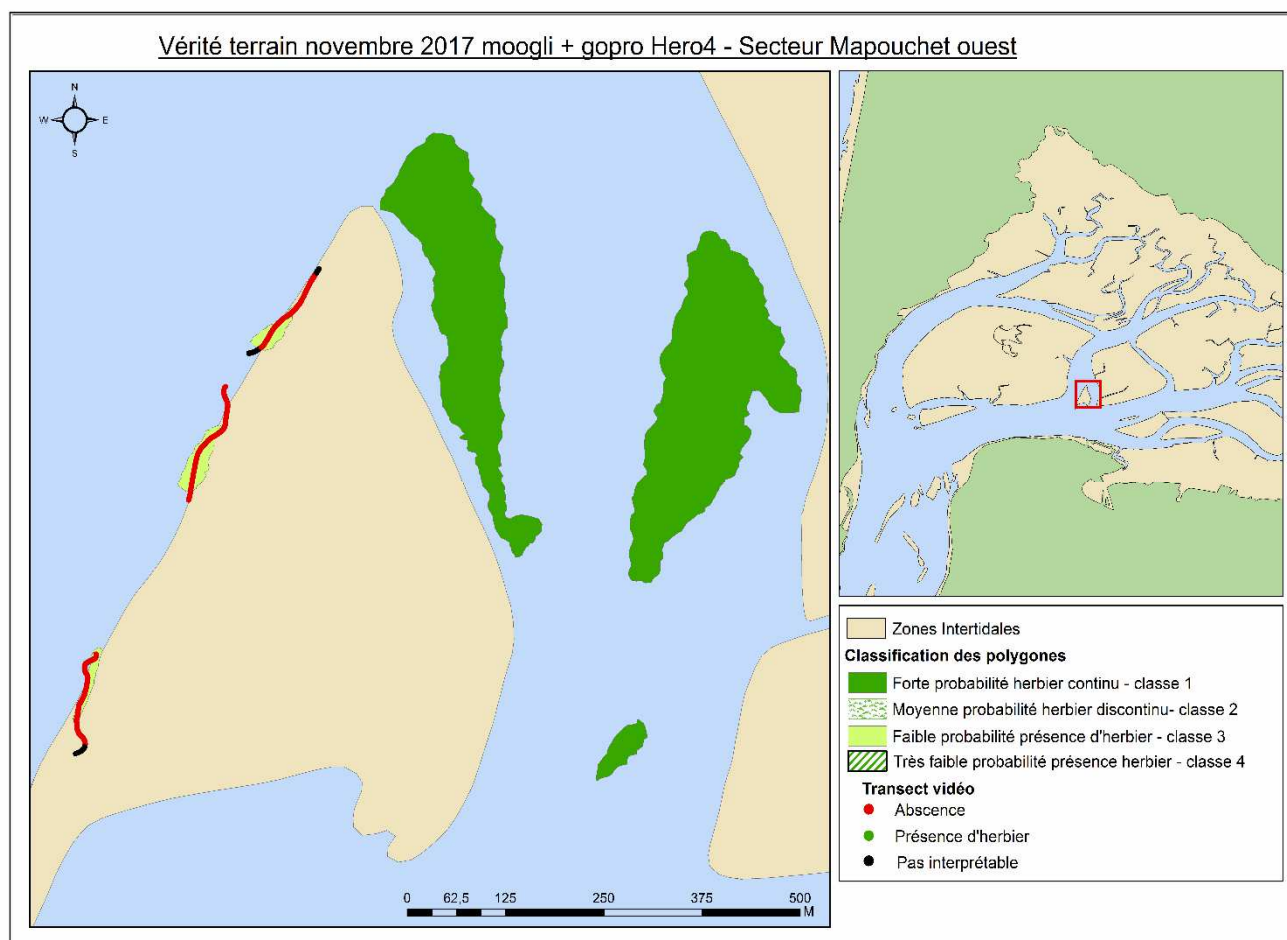 Vérité terrain novembre 2017 moogli + gopro Hero4 - Secteur Mapouchet ouest
N
W E
S
0 62,5 125 250 375 500
M
Zones Intertidales
Classification des polygones
Forte probabilité herbier continu - classe 1
Moyenne probabilité herbier discontinu- classe 2
Faible probabilité présence d'herbier - classe 3
Très faible probabilité présence herbier - classe 4
Transect vidéo
Abscence
Présence d'herbier
Pas interprétable